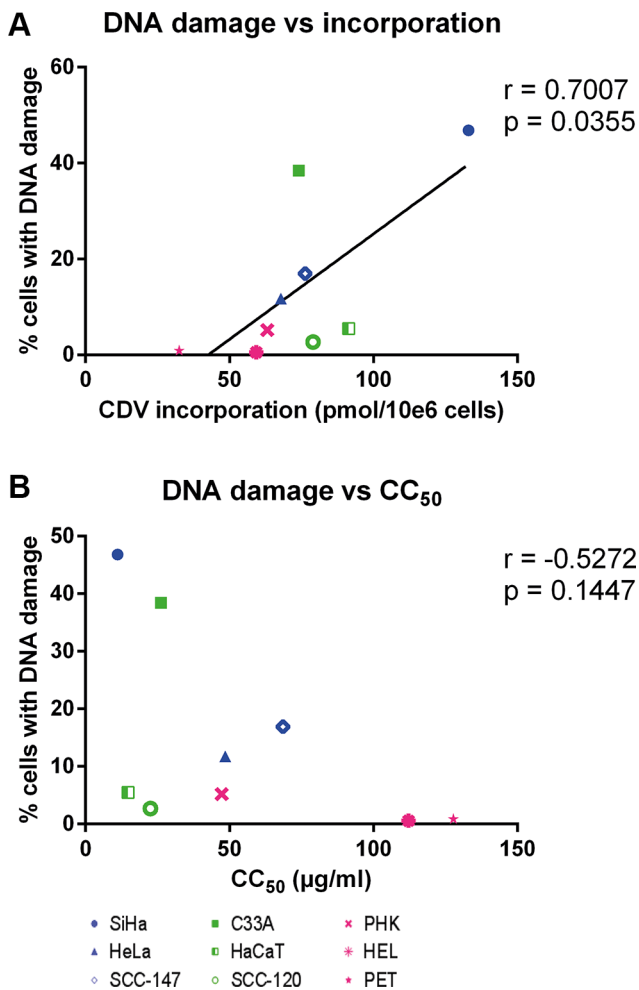 A
DNA damage vs incorporation
r = 0.7007
p = 0.0355
% cells with DNA damage
60
40
20
0
0 50 100 150
CDV incorporation (pmol/10e6 cells)
B
DNA damage vs CC50
r = -0.5272
p = 0.1447
% cells with DNA damage
50
40
30
20
10
0
0 50 100 150
CC50 (µg/ml)
SiHa C33A PHK
HeLa HaCaT HEL
SCC-147 SCC-120 PET